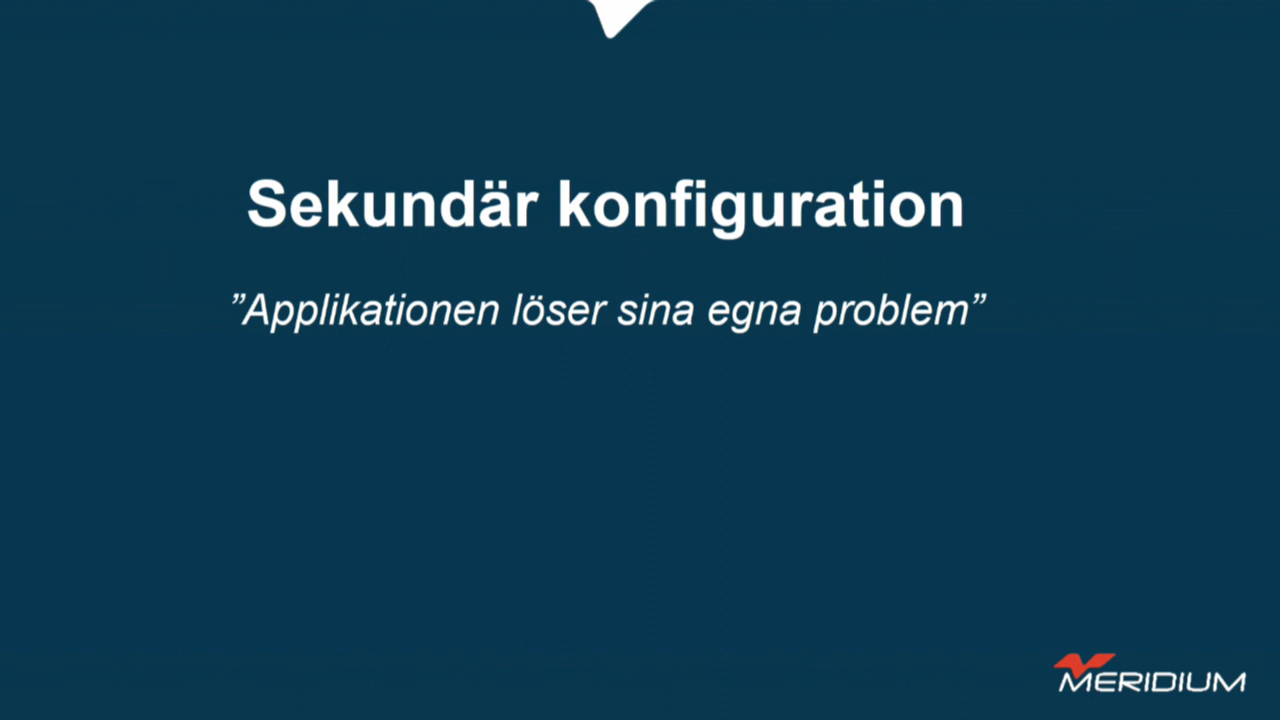 Sekundär konfiguration
”Applikationen löser sina egna problem”
MERIDIUM